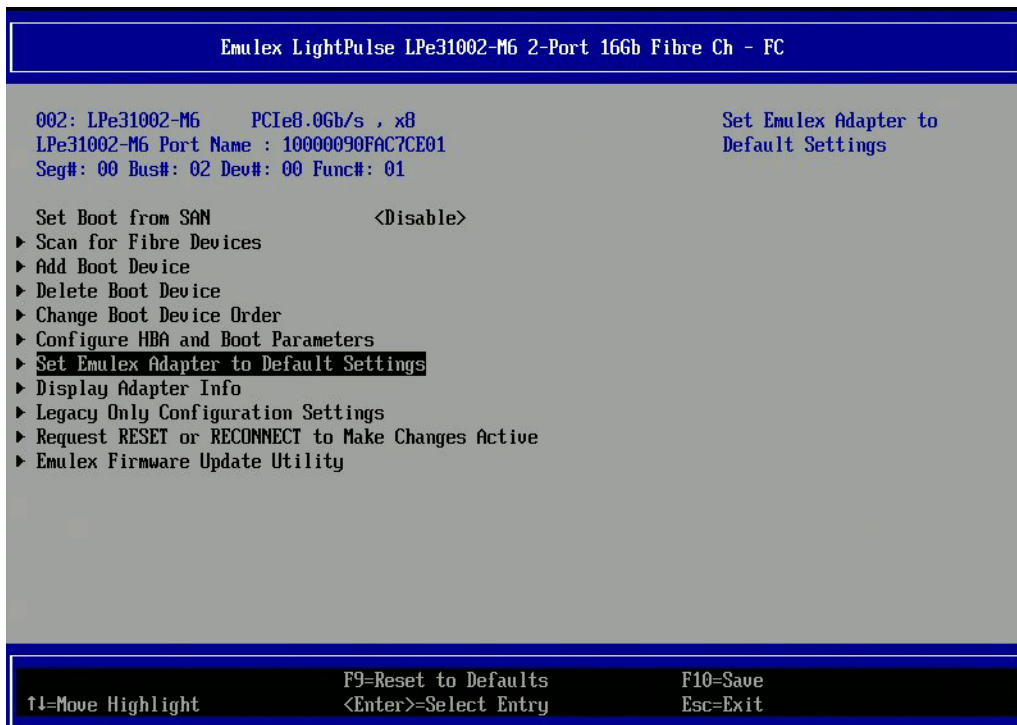 Emulex LightPulse LPe31002-M6 2-Port 16Gb Fibre Ch - FC
002: LPe31002-M6 PCIe8.0Gb/s , x8
LPe31002-M6 Port Name : 10000090FAC7CE01
Seg#: 00 Bus#: 02 Dev#: 00 Func#: 01
Set Emulex Adapter to
Default Settings
Set Boot from SAN <Disable>
Scan for Fibre Devices
Add Boot Device
Delete Boot Device
Change Boot Device Order
Configure HBA and Boot Parameters
Set Emulex Adapter to Default Settings
Display Adapter Info
Legacy Only Configuration Settings
Request RESET or RECONNECT to Make Changes Active
Emulex Firmware Update Utility
F9=Reset to Defaults F10=Save
↑↓=Move Highlight <Enter>=Select Entry Esc=Exit